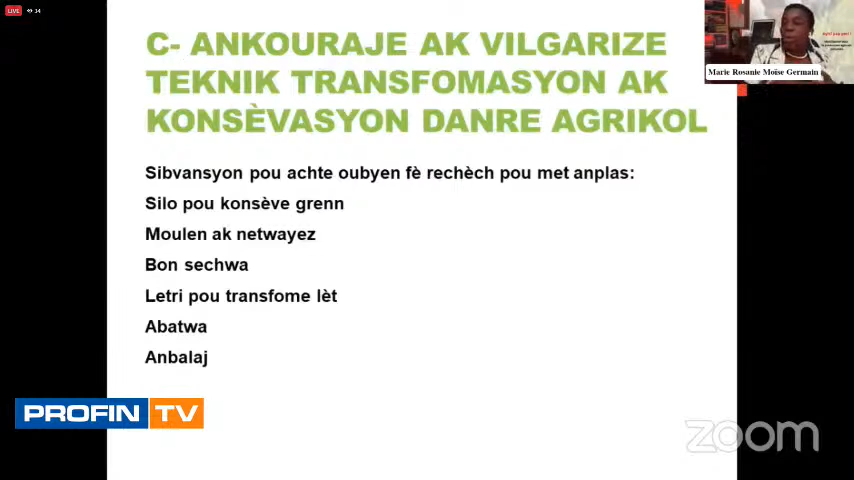 LIVE 34
C- ANKOURAJE AK VILGARIZE
TEKNIK TRANSFOMASYON AK
KONSÈVASYON DANRE AGRIKOL
Marie Rosanie Moïse Germain
Sibvansyon pou achte oubyen fè rechèch pou met anplas:
Silo pou konsève grenn
Moulen ak netwayez
Bon sechwa
Letri pou transfome lèt
Abatwa
Anbalaj
PROFIN TV
zoom